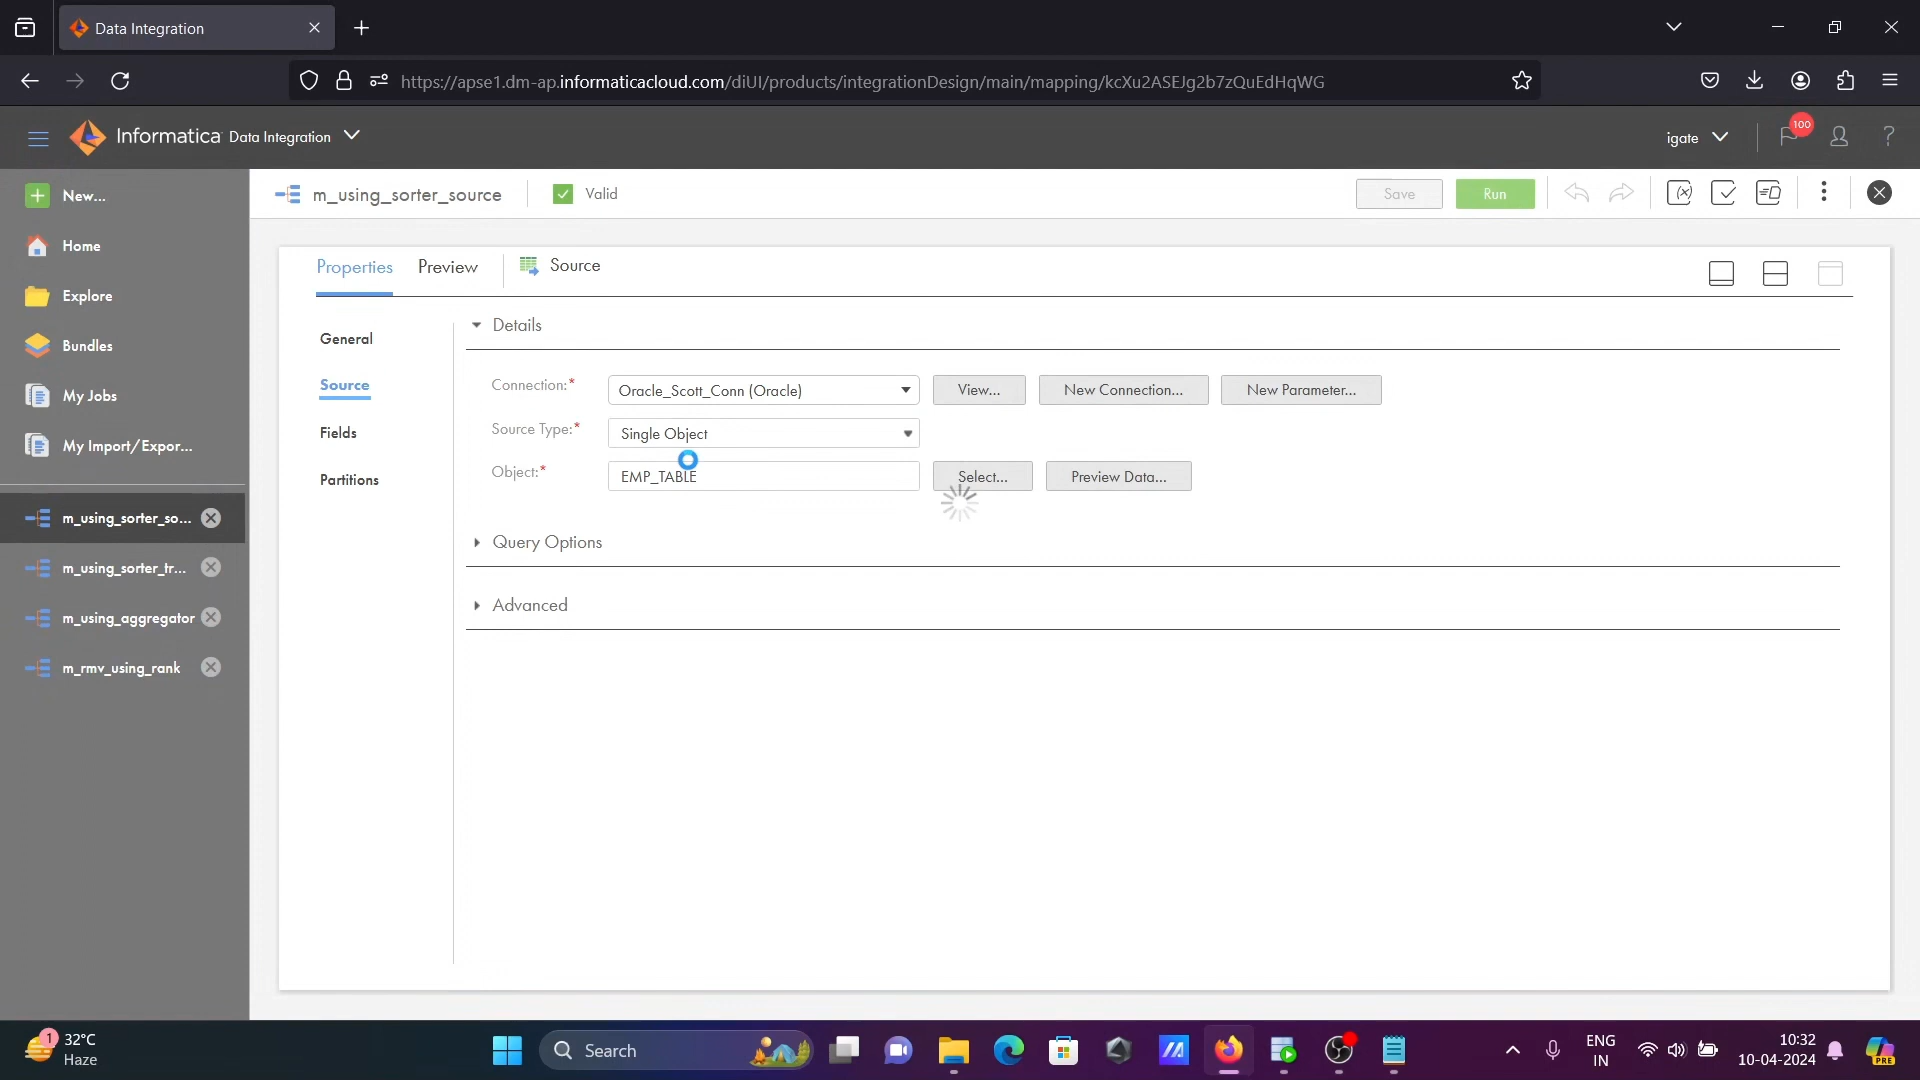 Data Integration
https://apse1.dm-ap.informaticacloud.com/diUI/products/integrationDesign/main/mapping/kcXu2ASEJg2b7zQuEdHqWG
Informatica Data Integration
igate
100
?
New...
m_using_sorter_source
Valid
Save
Run
Home
Explore
Bundles
My Jobs
My Import/Expor...
m_using_sorter_so...
m_using_sorter_tr...
m_using_aggregator
m_rmv_using_rank
Properties
Preview
Source
General
Source
Fields
Partitions
Details
Connection:*
Oracle_Scott_Conn (Oracle)
View...
New Connection...
New Parameter...
Source Type:*
Single Object
Object:*
EMP_TABLE
Select...
Preview Data...
Query Options
Advanced
1
32°C
Haze
Search
ENG
IN
10:32
10-04-2024
PRE